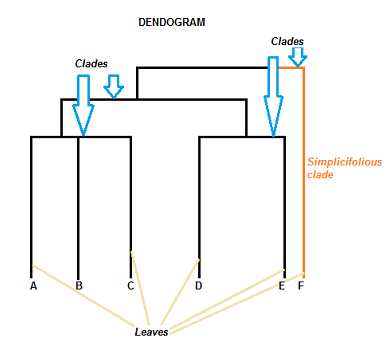 DENDOGRAM
Clades
Clades
Simplicifolious
clade
A B C D E F
Leaves